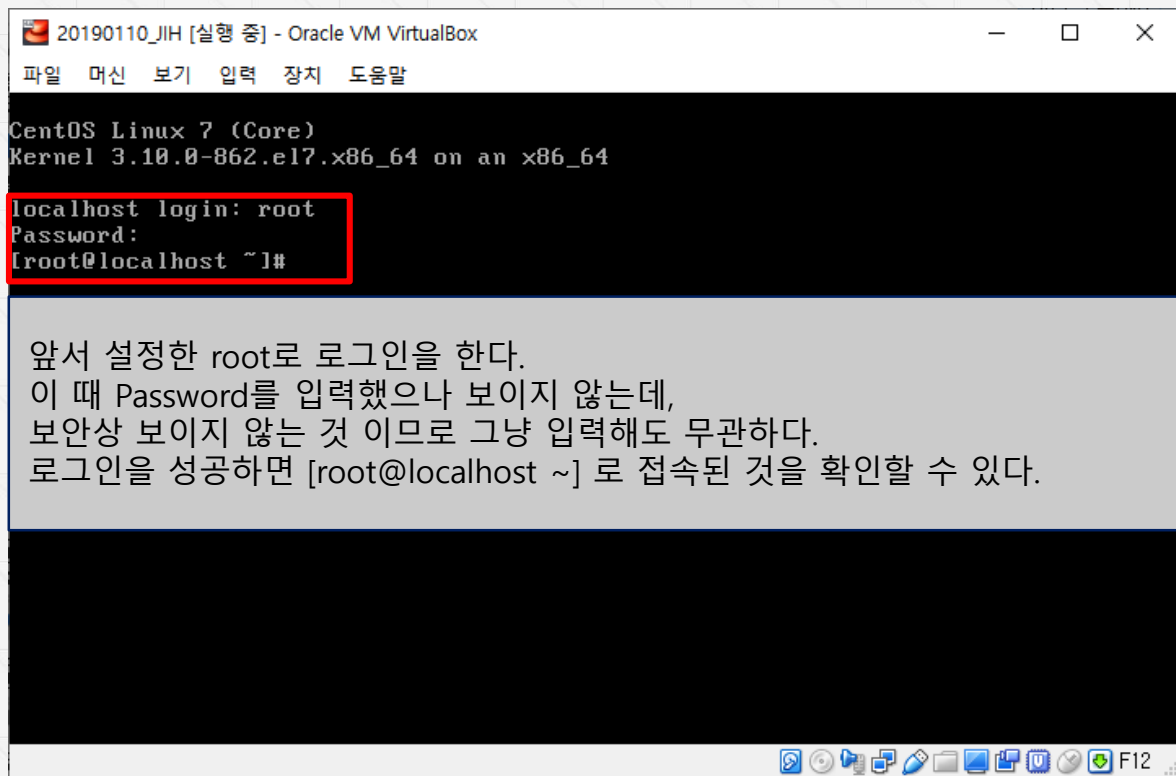 20190110_JIH [실행 중] - Oracle VM VirtualBox
파일 머신 보기 입력 장치 도움말
CentOS Linux 7 (Core)
Kernel 3.10.0-862.el7.x86_64 on an x86_64
localhost login: root
Password:
[root@localhost ~]#
앞서 설정한 root로 로그인을 한다.
이 때 Password를 입력했으나 보이지 않는데,
보안상 보이지 않는 것 이므로 그냥 입력해도 무관하다.
로그인을 성공하면 [root@localhost ~] 로 접속된 것을 확인할 수 있다.
F12